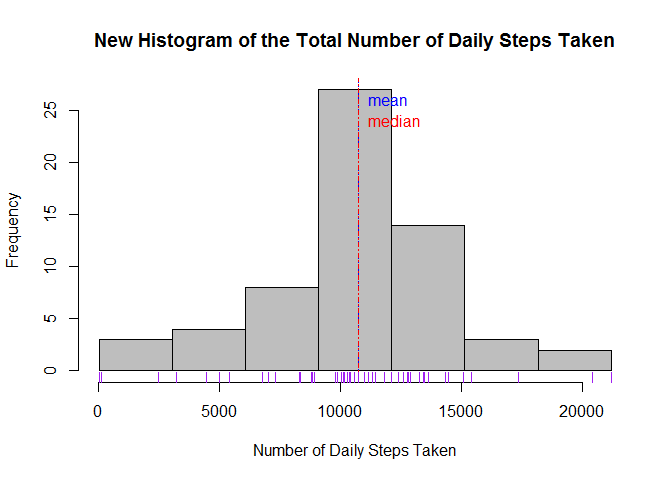 New Histogram of the Total Number of Daily Steps Taken
Frequency
25
20
15
10
5
0
mean
median
0 5000 10000 15000 20000
Number of Daily Steps Taken